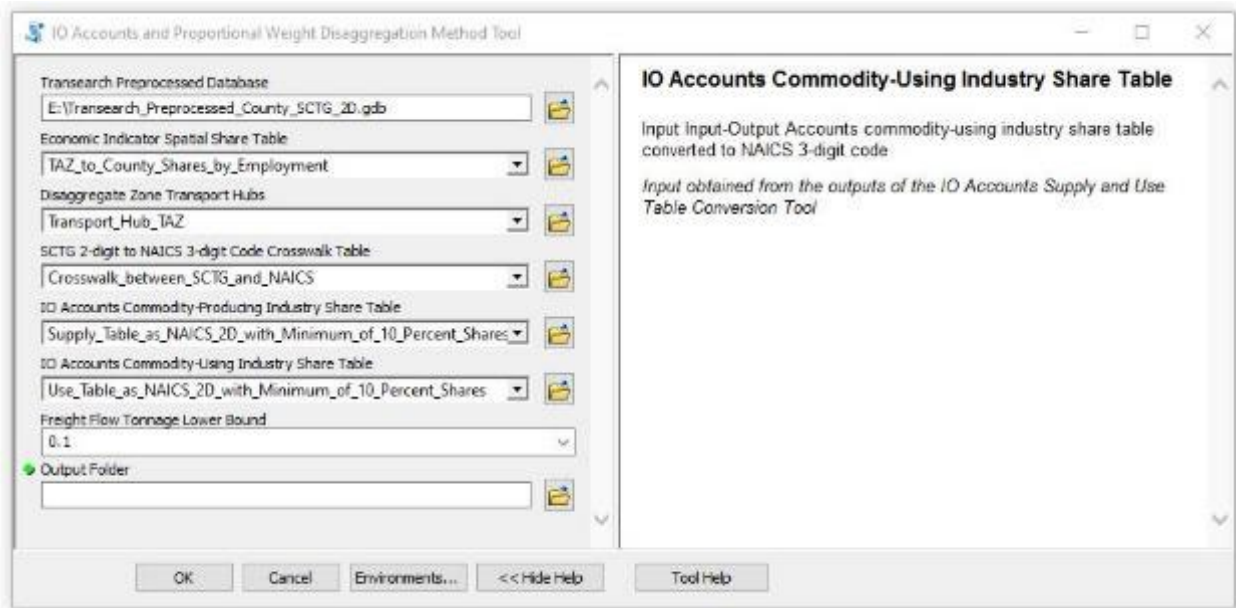 IO Accounts and Proportional Weight Disaggregation Method Tool
Transearch Preprocessed Database
E:\Transearch_Preprocessed_County_SCTG_2D.gdb
Economic Indicator Spatial Share Table
TAZ_to_County_Shares_by_Employment
Disaggregate Zone Transport Hubs
Transport_Hub_TAZ
SCTG 2-digit to NAICS 3-digit Code Crosswalk Table
Crosswalk_between_SCTG_and_NAICS
IO Accounts Commodity-Producing Industry Share Table
Supply_Table_as_NAICS_2D_with_Minimum_of_10_Percent_Shares
IO Accounts Commodity-Using Industry Share Table
Use_Table_as_NAICS_2D_with_Minimum_of_10_Percent_Shares
Freight Flow Tonnage Lower Bound
0.1
Output Folder
IO Accounts Commodity-Using Industry Share Table
Input Input-Output Accounts commodity-using industry share table
converted to NAICS 3-digit code
Input obtained from the outputs of the IO Accounts Supply and Use
Table Conversion Tool
OK
Cancel
Environments...
<< Hide Help
Tool Help